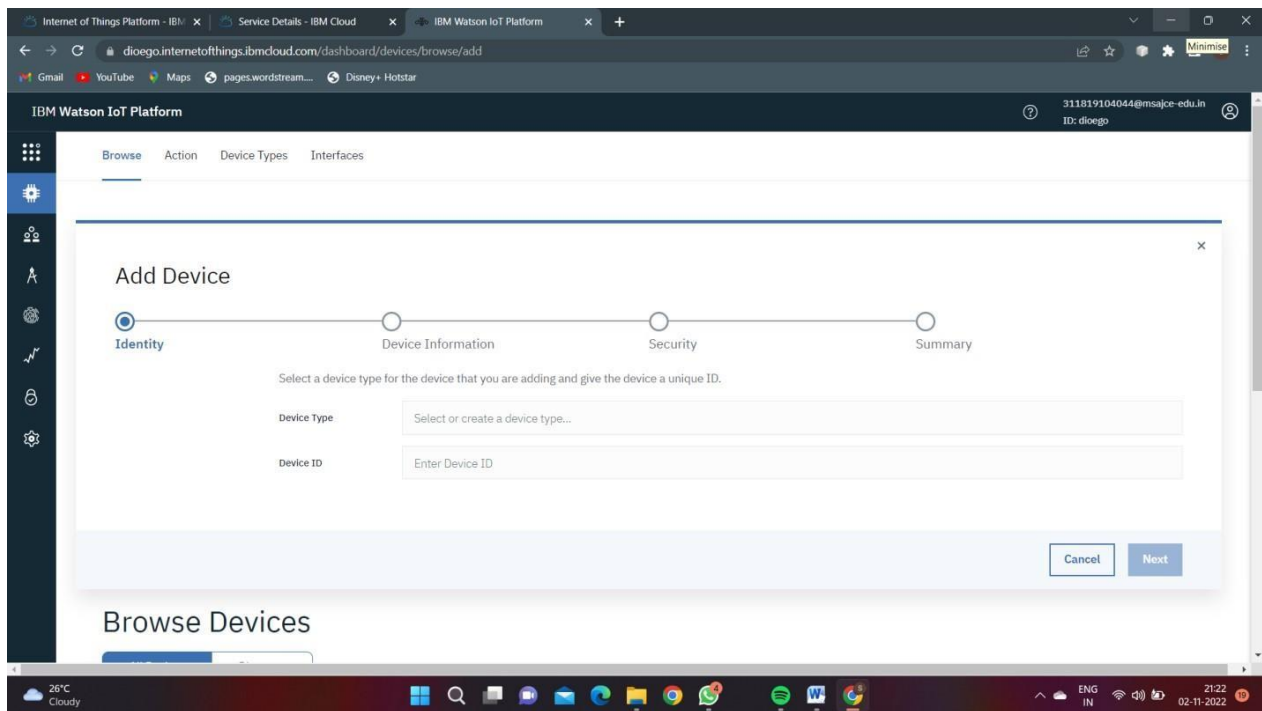 Internet of Things Platform - IBM
Service Details - IBM Cloud
IBM Watson IoT Platform
dioego.internetofthings.ibmcloud.com/dashboard/devices/browse/add
Minimise
Gmail
YouTube
Maps
pages.wordstream....
Disney+ Hotstar
IBM Watson IoT Platform
311819104044@msajce-edu.in
ID: dioego
Browse
Action
Device Types
Interfaces
Add Device
Identity
Device Information
Security
Summary
Select a device type for the device that you are adding and give the device a unique ID.
Device Type
Select or create a device type...
Device ID
Enter Device ID
Cancel
Next
Browse Devices
26°C
Cloudy
ENG
IN
21:22
02-11-2022
19